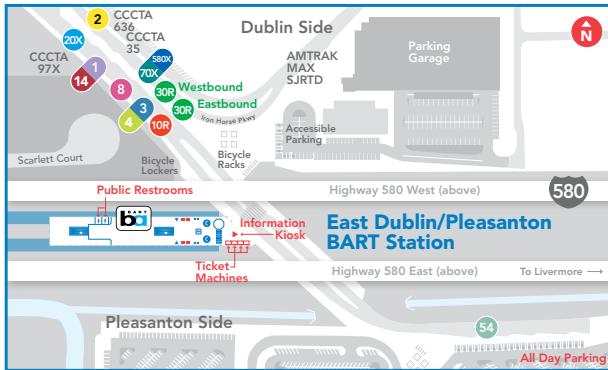 2
CCCTA
636
CCCTA
35
Dublin Side
N
20X
CCCTA
97X
1
14
580X
70X
8
30R
Westbound
30R
Eastbound
3
4
10R
Iron Horse Pkwy
AMTRAK
MAX
SJRTD
Parking
Garage
Accessible
Parking
Scarlett Court
Bicycle
Lockers
Bicycle
Racks
Public Restrooms
Highway 580 West (above)
580
BART
ba
Information
Kiosk
East Dublin/Pleasanton
BART Station
Ticket
Machines
Highway 580 East (above)
To Livermore →
Pleasanton Side
54
All Day Parking